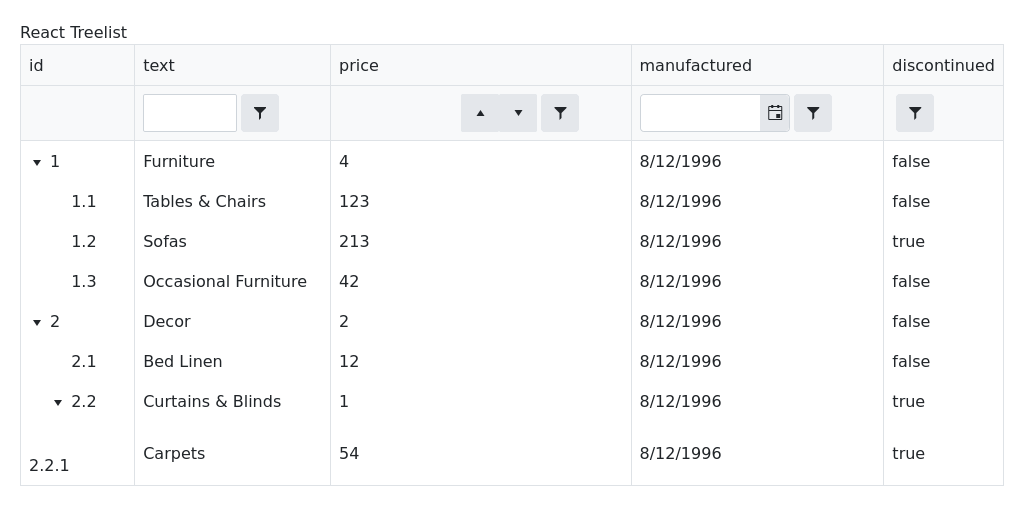 React Treelist
id text price manufactured discontinued
1 Furniture 4 8/12/1996 false
1.1 Tables & Chairs 123 8/12/1996 false
1.2 Sofas 213 8/12/1996 true
1.3 Occasional Furniture 42 8/12/1996 false
2 Decor 2 8/12/1996 false
2.1 Bed Linen 12 8/12/1996 false
2.2 Curtains & Blinds 1 8/12/1996 true
2.2.1 Carpets 54 8/12/1996 true